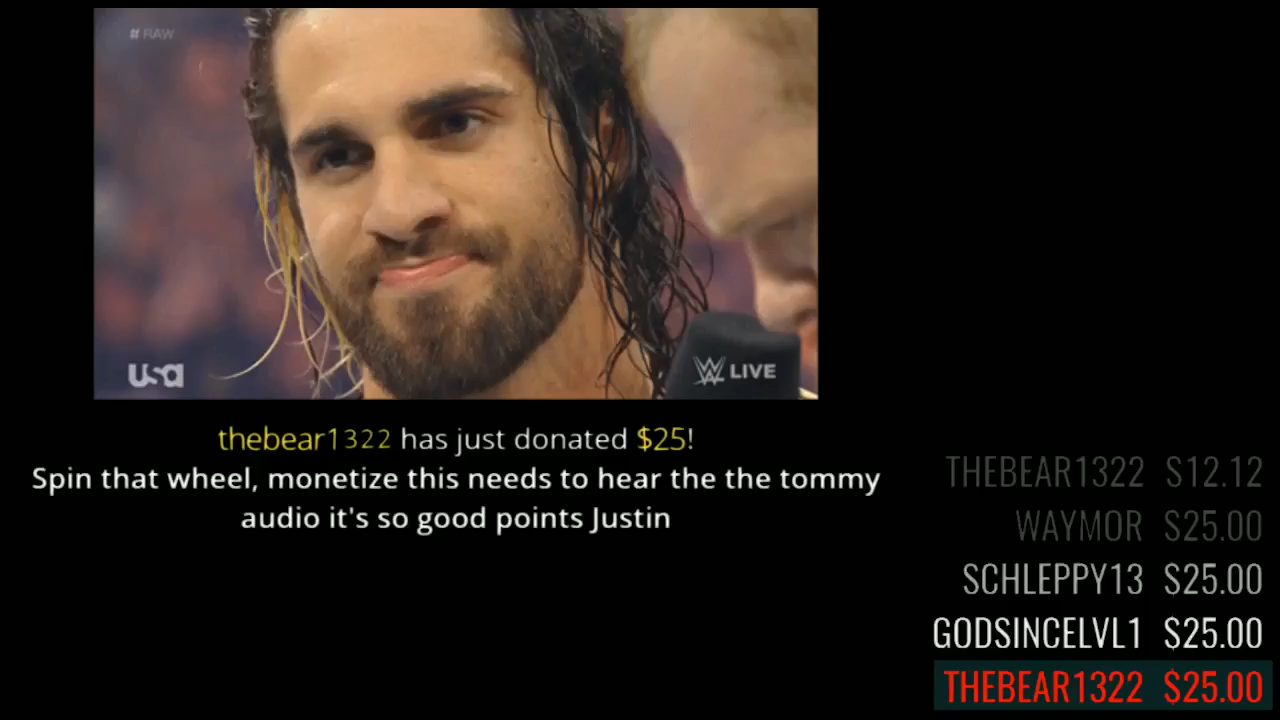 # RAW
usa
W LIVE
thebear1322 has just donated $25!
Spin that wheel, monetize this needs to hear the the tommy
audio it's so good points Justin
THEBEAR1322 $12.12
WAYMOR $25.00
SCHLEPPY13 $25.00
GODSINCELVL1 $25.00
THEBEAR1322 $25.00